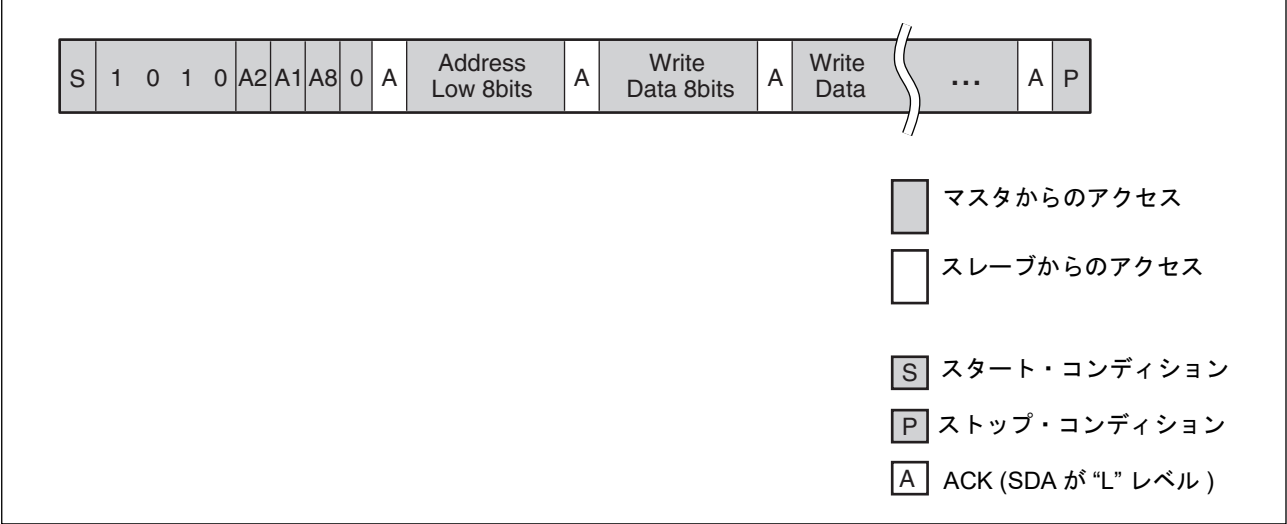 S 1 0 1 0 A2 A1 A8 0 A Address Low 8bits A Write Data 8bits A Write Data ... A P
マスタからのアクセス
スレーブからのアクセス
S スタート・コンディション
P ストップ・コンディション
A ACK (SDA が “L” レベル )